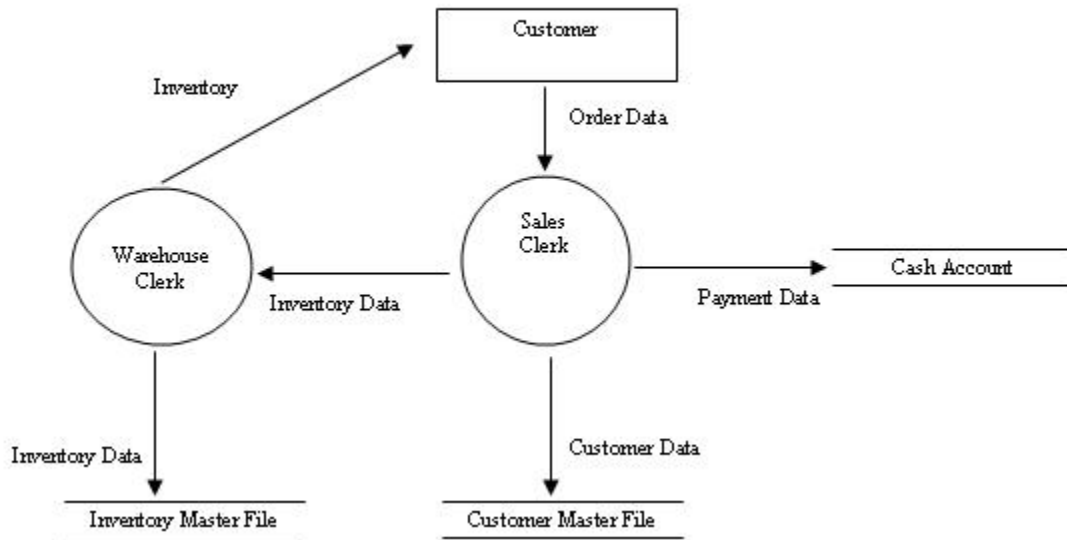 Customer
Inventory
Order Data
Sales
Clerk
Warehouse
Clerk
Cash Account
Inventory Data
Payment Data
Inventory Data
Customer Data
Inventory Master File
Customer Master File